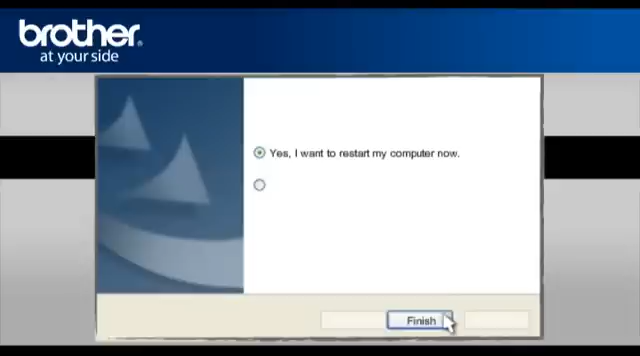 brother
at your side
Yes, I want to restart my computer now.
Finish